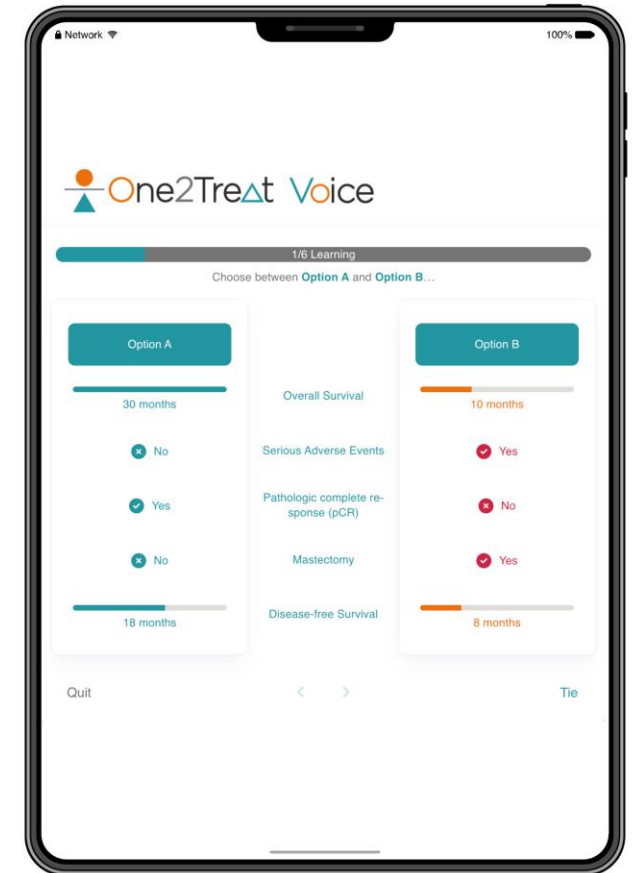 Network
100%
One2Treat Voice
1/6 Learning
Choose between Option A and Option B...
Option A
Option B
30 months
Overall Survival
10 months
No
Serious Adverse Events
Yes
Yes
Pathologic complete re-
sponse (pCR)
No
No
Mastectomy
Yes
18 months
Disease-free Survival
8 months
Quit
<
>
Tie